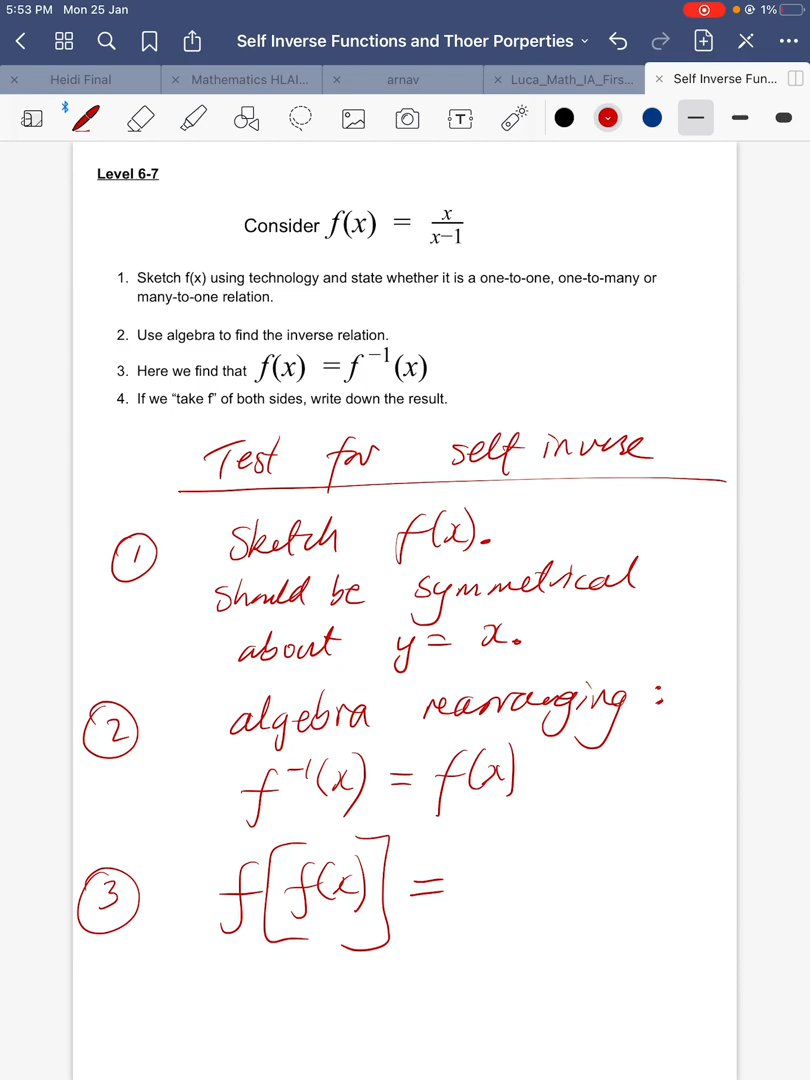 5:53 PM Mon 25 Jan
1%
Self Inverse Functions and Thoer Porperties
Heidi Final
Mathematics HLAI...
arnav
Luca_Math_IA_Firs...
Self Inverse Fun...
Level 6-7
Consider f(x) = x/(x−1)
1. Sketch f(x) using technology and state whether it is a one-to-one, one-to-many or
many-to-one relation.
2. Use algebra to find the inverse relation.
3. Here we find that f(x) = f⁻¹(x)
4. If we “take f” of both sides, write down the result.
Test for self inverse
① Sketch f(x).
should be symmetrical
about y = x.
② algebra rearranging :
f⁻¹(x) = f(x)
③ f[f(x)] =